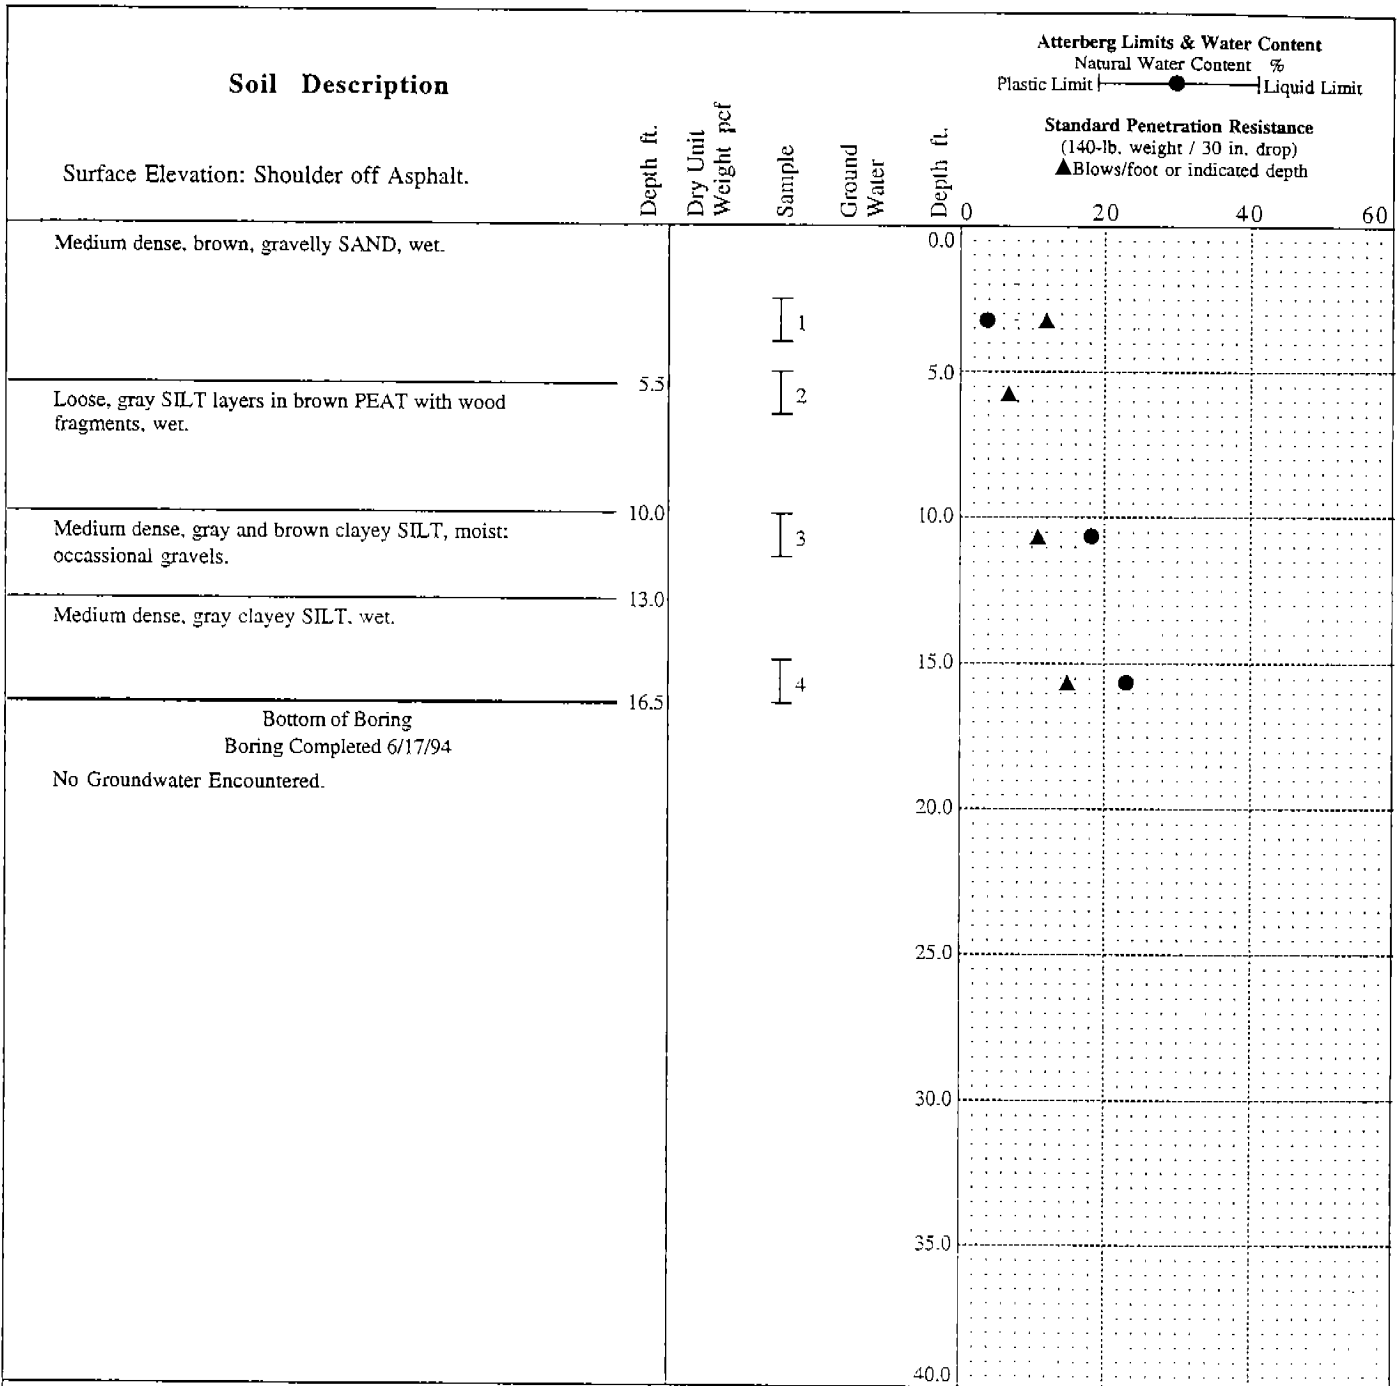 Soil Description
Surface Elevation: Shoulder off Asphalt.
Depth ft.
Dry Unit
Weight pcf
Sample
Ground
Water
Depth ft.
Atterberg Limits & Water Content
Natural Water Content %
Plastic Limit
Liquid Limit
Standard Penetration Resistance
(140-lb. weight / 30 in. drop)
▲Blows/foot or indicated depth
0 20 40 60
Medium dense, brown, gravelly SAND, wet.
0.0
1
5.0
5.5
Loose, gray SILT layers in brown PEAT with wood
fragments, wet.
2
10.0
10.0
Medium dense, gray and brown clayey SILT, moist:
occassional gravels.
3
13.0
Medium dense, gray clayey SILT, wet.
15.0
4
16.5
Bottom of Boring
Boring Completed 6/17/94
No Groundwater Encountered.
20.0
25.0
30.0
35.0
40.0